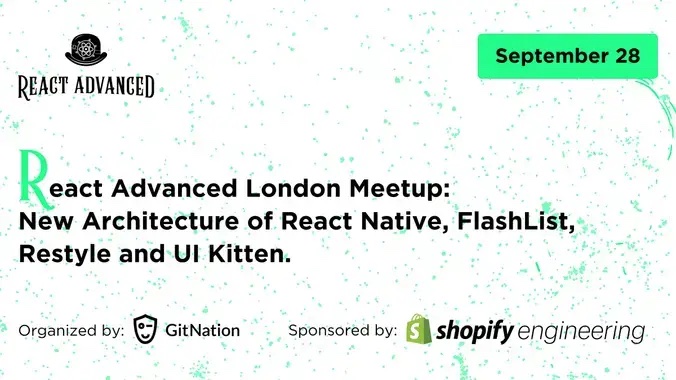 REACT ADVANCED
September 28
React Advanced London Meetup:
New Architecture of React Native, FlashList,
Restyle and UI Kitten.
Organized by: GitNation
Sponsored by: shopify engineering